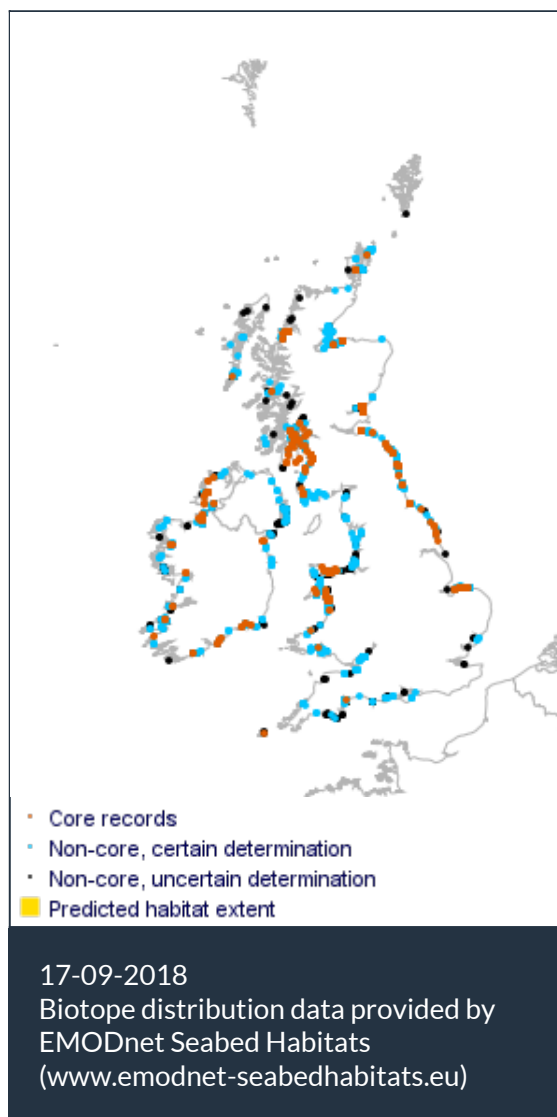 Core records
Non-core, certain determination
Non-core, uncertain determination
Predicted habitat extent
17-09-2018
Biotope distribution data provided by
EMODnet Seabed Habitats
(www.emodnet-seabedhabitats.eu)